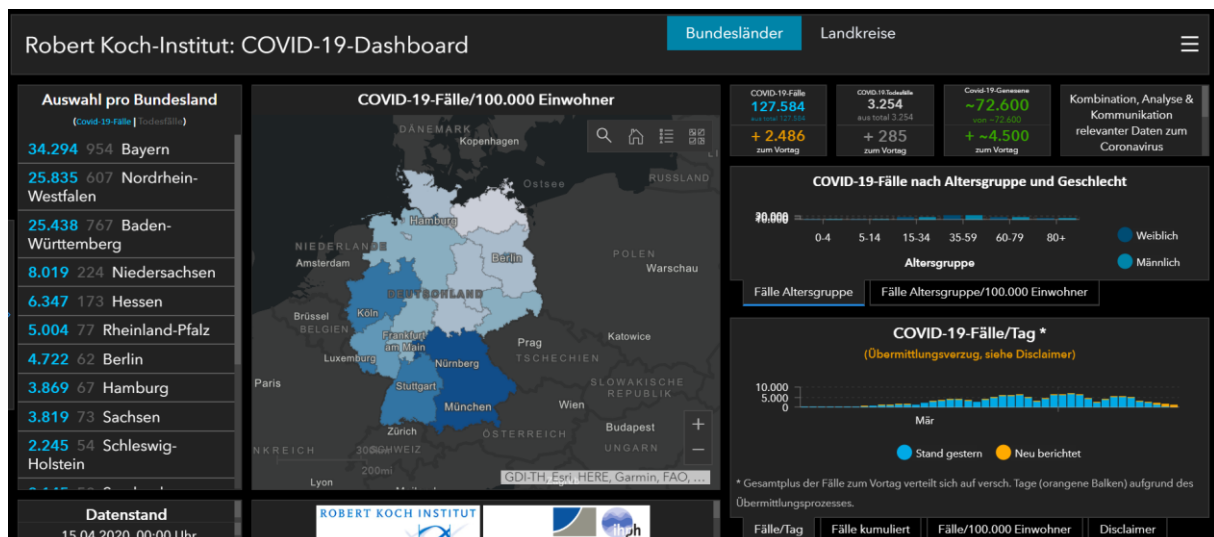 Robert Koch-Institut: COVID-19-Dashboard
Bundesländer
Landkreise
Auswahl pro Bundesland
(Covid-19-Fälle | Todesfälle)
34.294 954 Bayern
25.835 607 Nordrhein-
Westfalen
25.438 767 Baden-
Württemberg
8.019 224 Niedersachsen
6.347 173 Hessen
5.004 77 Rheinland-Pfalz
4.722 62 Berlin
3.869 67 Hamburg
3.819 73 Sachsen
2.245 54 Schleswig-
Holstein
Datenstand
15.04.2020, 00:00 Uhr
COVID-19-Fälle/100.000 Einwohner
DÄNEMARK
Kopenhagen
Ostsee
RUSSLAND
Hamburg
NIEDERLANDE
Amsterdam
Berlin
POLEN
Warschau
DEUTSCHLAND
Brüssel
Köln
BELGIEN
Frankfurt
am Main
Prag
Katowice
Luxemburg
TSCHECHIEN
Nürnberg
Paris
Stuttgart
SLOWAKISCHE
REPUBLIK
München
Wien
Zürich
ÖSTERREICH
Budapest
NKREICH
SCHWEIZ
UNGARN
200mi
Lyon
GDI-TH, Esri, HERE, Garmin, FAO, ...
+
−
ROBERT KOCH INSTITUT
COVID-19-Fälle
127.584
aus total 127.584
+ 2.486
zum Vortag
COVID-19-Todesfälle
3.254
aus total 3.254
+ 285
zum Vortag
Covid-19-Genesene
~72.600
von ~72.600
+ ~4.500
zum Vortag
Kombination, Analyse &
Kommunikation
relevanter Daten zum
Coronavirus
COVID-19-Fälle nach Altersgruppe und Geschlecht
0-4 5-14 15-34 35-59 60-79 80+
Altersgruppe
Weiblich
Männlich
Fälle Altersgruppe
Fälle Altersgruppe/100.000 Einwohner
COVID-19-Fälle/Tag *
(Übermittlungsverzug, siehe Disclaimer)
10.000
5.000
0
Mär
Stand gestern
Neu berichtet
* Gesamtplus der Fälle zum Vortag verteilt sich auf versch. Tage (orangene Balken) aufgrund des
Übermittlungsprozesses.
Fälle/Tag
Fälle kumuliert
Fälle/100.000 Einwohner
Disclaimer